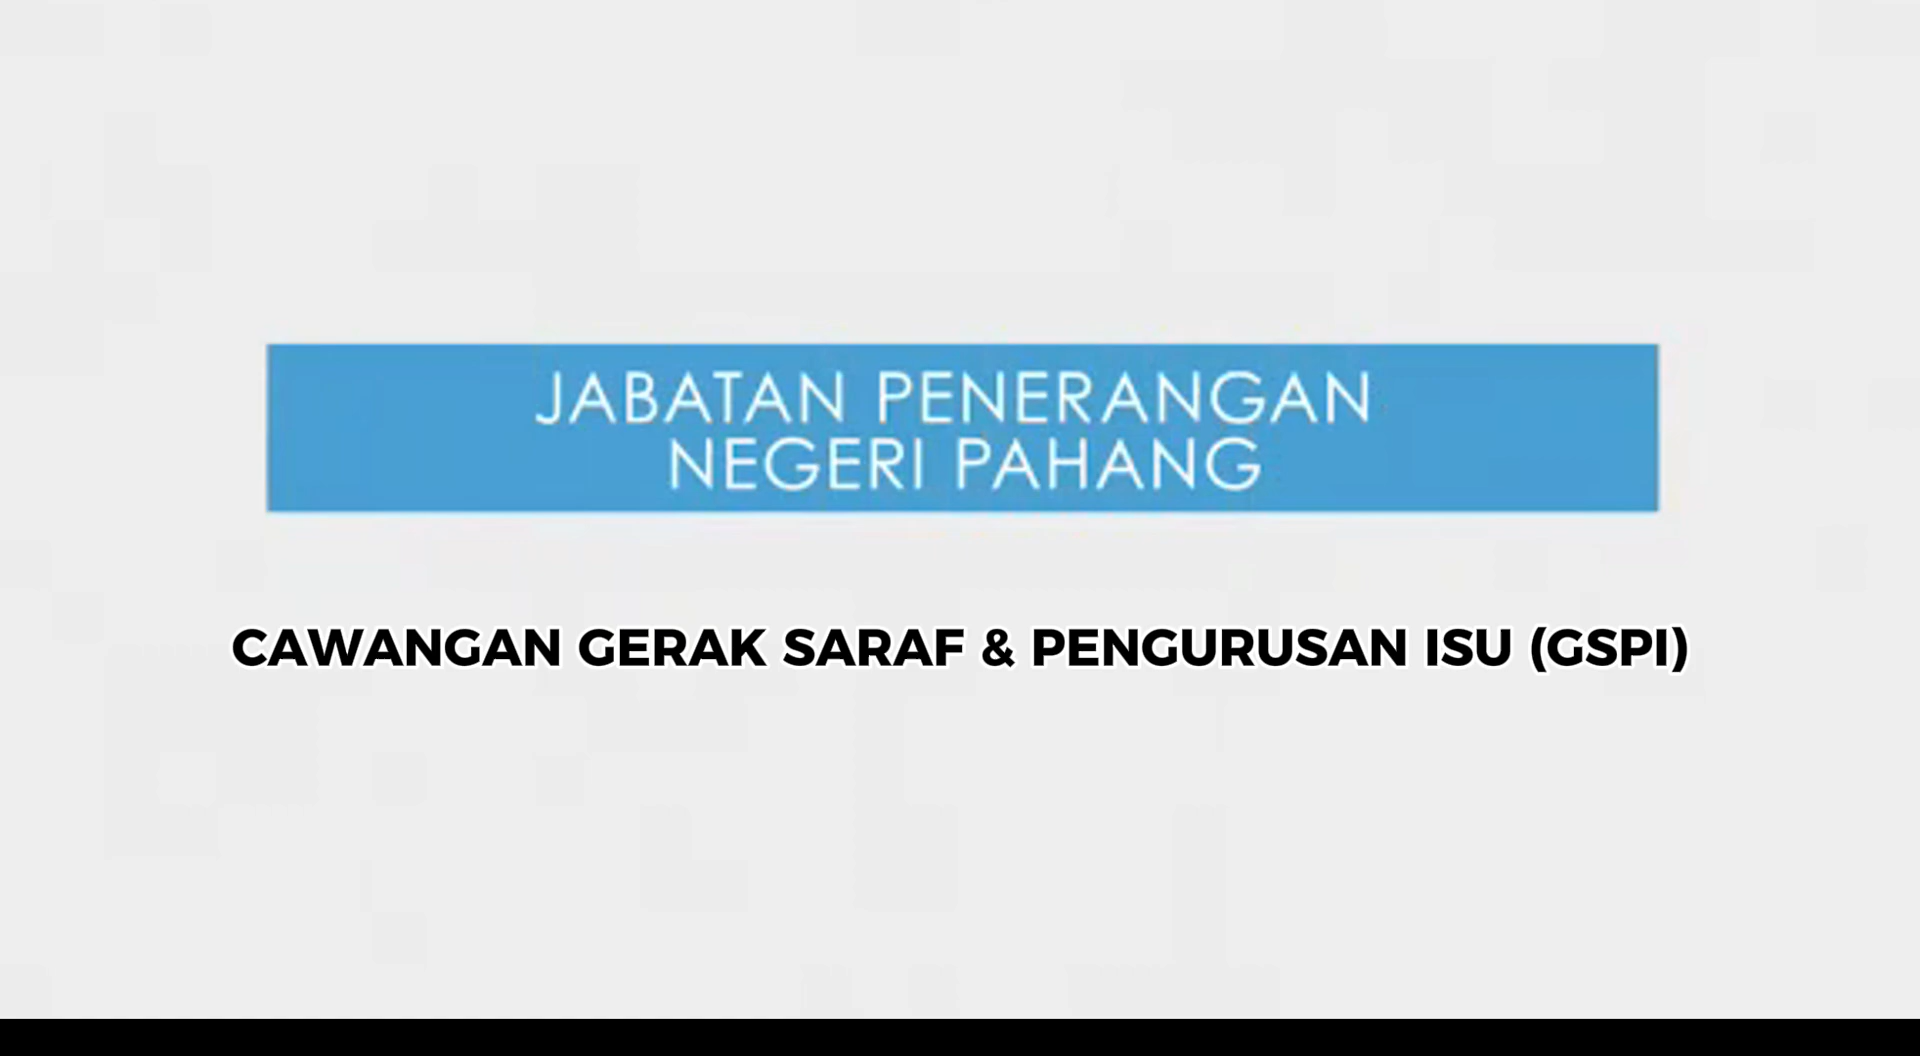 JABATAN PENERANGAN
NEGERI PAHANG
CAWANGAN GERAK SARAF & PENGURUSAN ISU (GSPI)